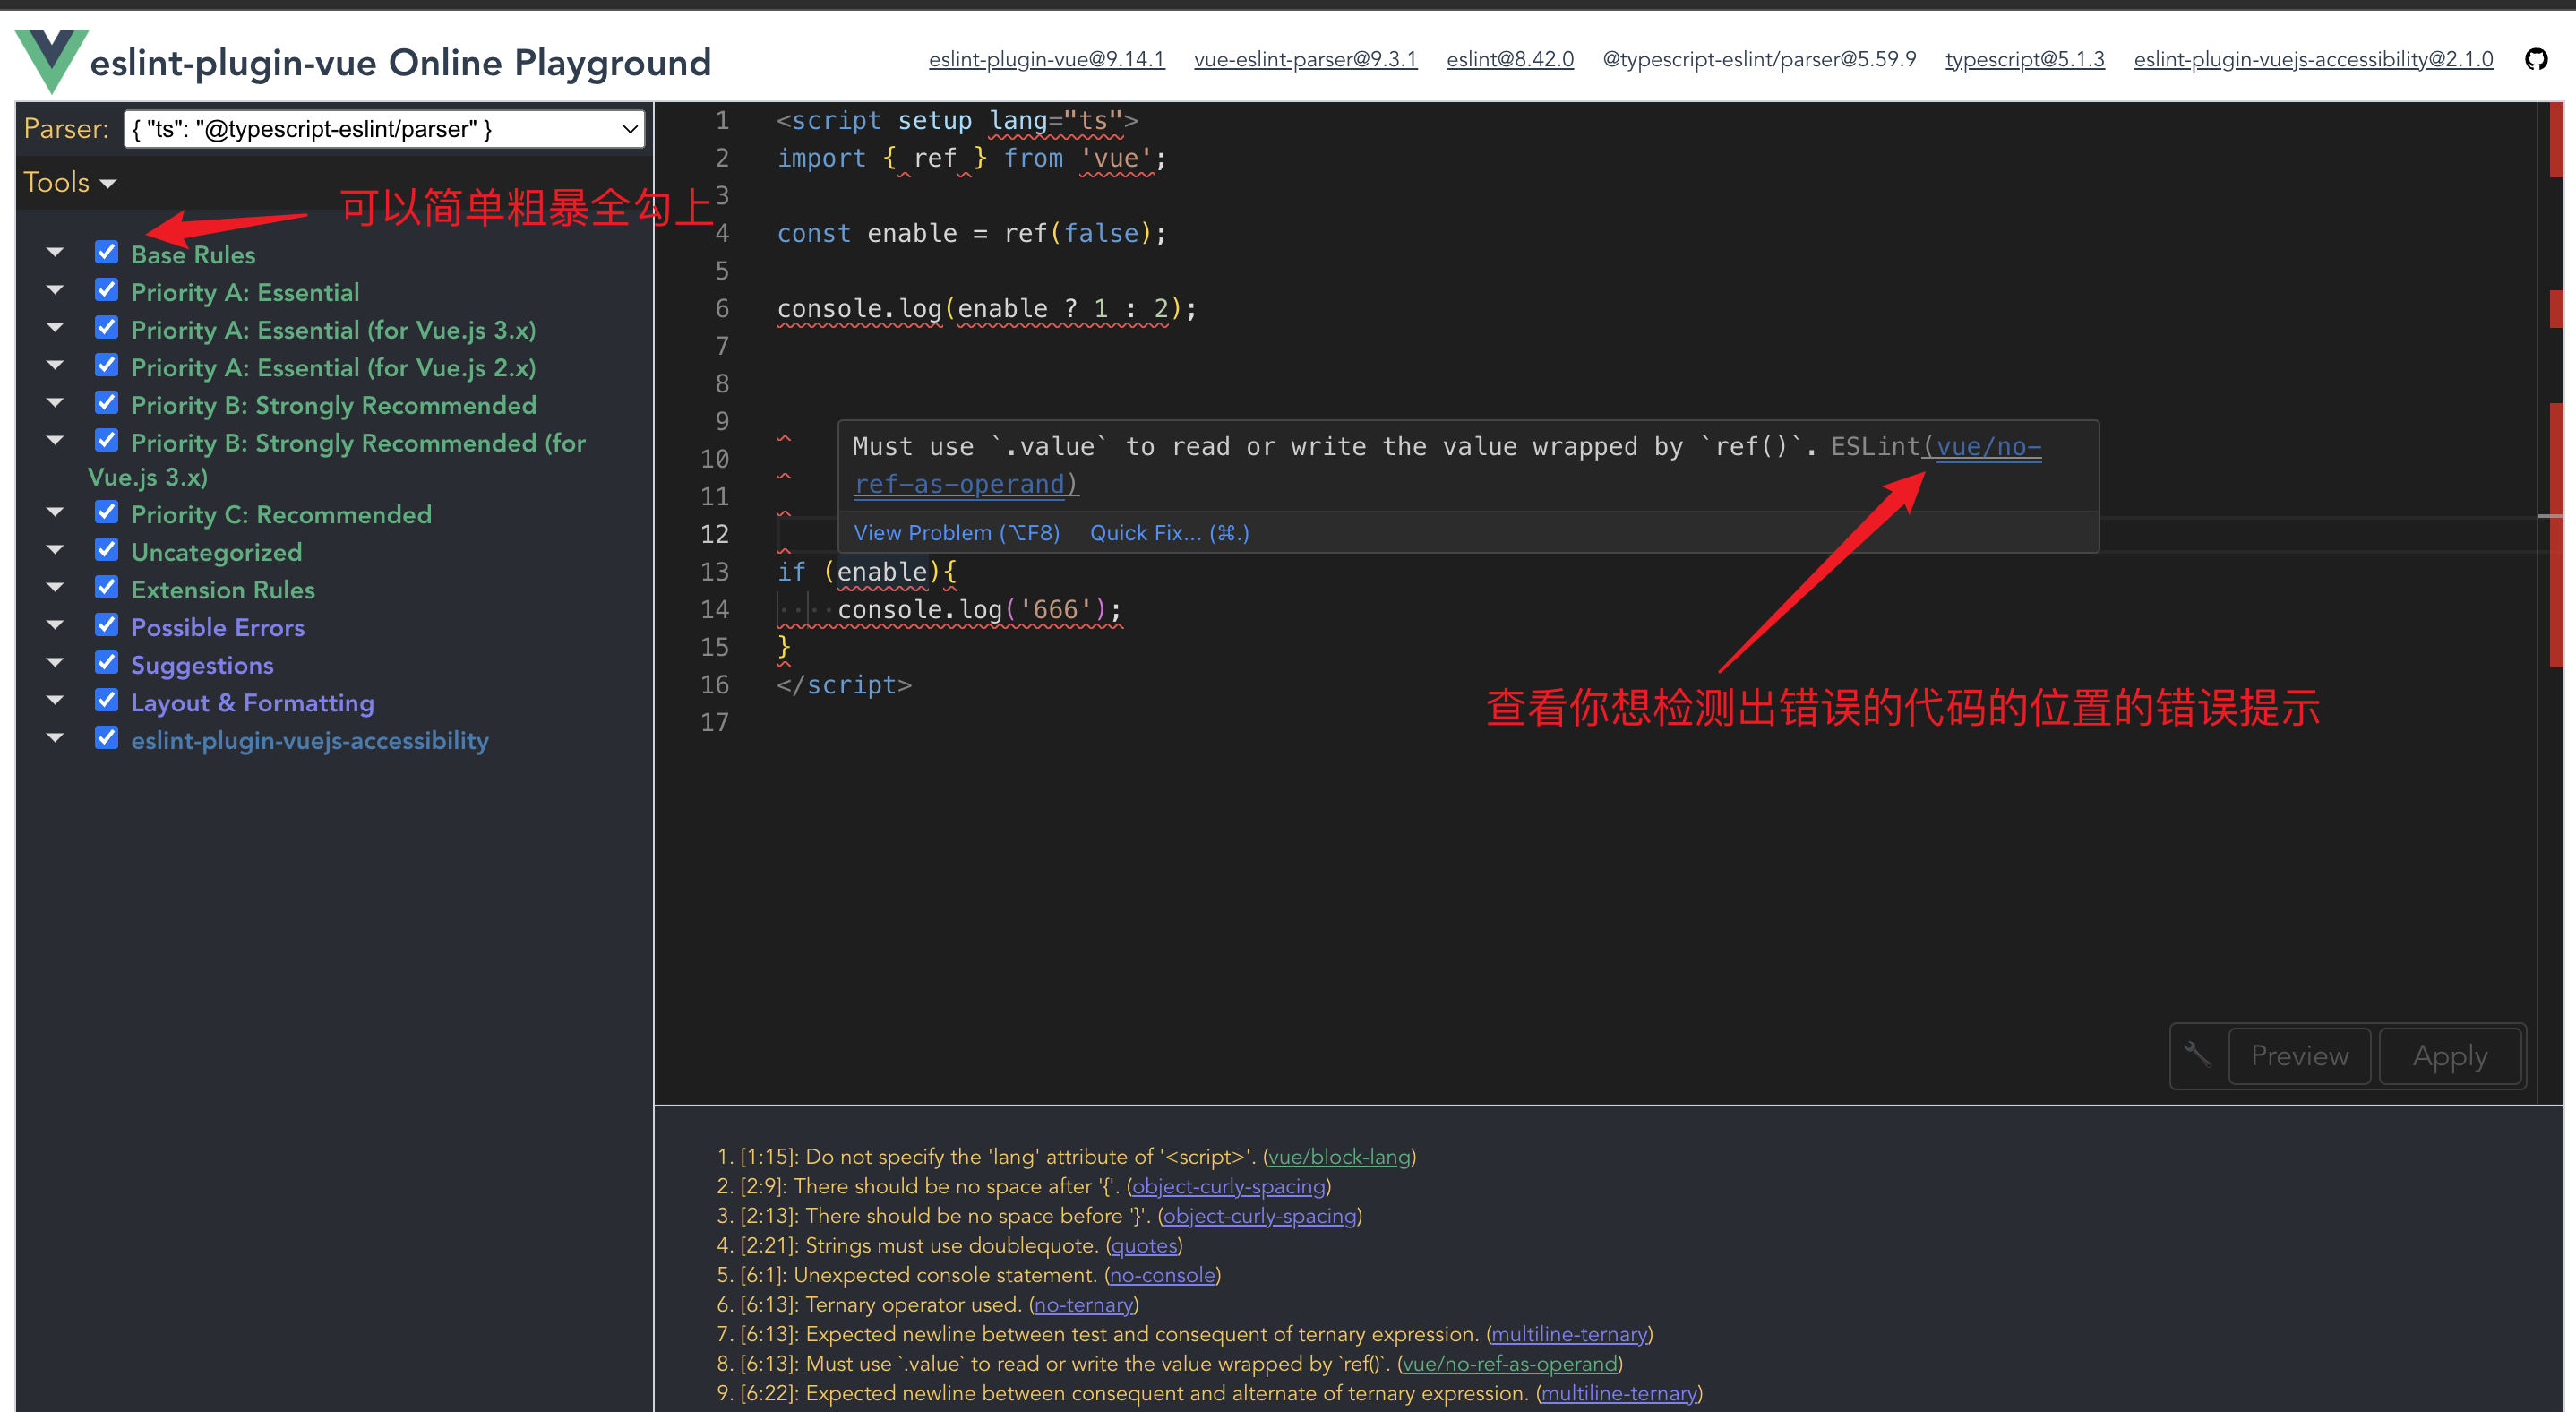 eslint-plugin-vue Online Playground
eslint-plugin-vue@9.14.1 vue-eslint-parser@9.3.1 eslint@8.42.0 @typescript-eslint/parser@5.59.9 typescript@5.1.3 eslint-plugin-vuejs-accessibility@2.1.0
Parser: { "ts": "@typescript-eslint/parser" }
Tools
可以简单粗暴全勾上
Base Rules
Priority A: Essential
Priority A: Essential (for Vue.js 3.x)
Priority A: Essential (for Vue.js 2.x)
Priority B: Strongly Recommended
Priority B: Strongly Recommended (for
Vue.js 3.x)
Priority C: Recommended
Uncategorized
Extension Rules
Possible Errors
Suggestions
Layout & Formatting
eslint-plugin-vuejs-accessibility
1 <script setup lang="ts">
2 import { ref } from 'vue';
3
4 const enable = ref(false);
5
6 console.log(enable ? 1 : 2);
7
8
9
10
11
12
Must use `.value` to read or write the value wrapped by `ref()`. ESLint(vue/no-
ref-as-operand)
View Problem (⌥F8) Quick Fix... (⌘.)
13 if (enable){
14 ····console.log('666');
15 }
16 </script>
17
查看你想检测出错误的代码的位置的错误提示
Preview Apply
1. [1:15]: Do not specify the 'lang' attribute of '<script>'. (vue/block-lang)
2. [2:9]: There should be no space after '{'. (object-curly-spacing)
3. [2:13]: There should be no space before '}'. (object-curly-spacing)
4. [2:21]: Strings must use doublequote. (quotes)
5. [6:1]: Unexpected console statement. (no-console)
6. [6:13]: Ternary operator used. (no-ternary)
7. [6:13]: Expected newline between test and consequent of ternary expression. (multiline-ternary)
8. [6:13]: Must use `.value` to read or write the value wrapped by `ref()`. (vue/no-ref-as-operand)
9. [6:22]: Expected newline between consequent and alternate of ternary expression. (multiline-ternary)